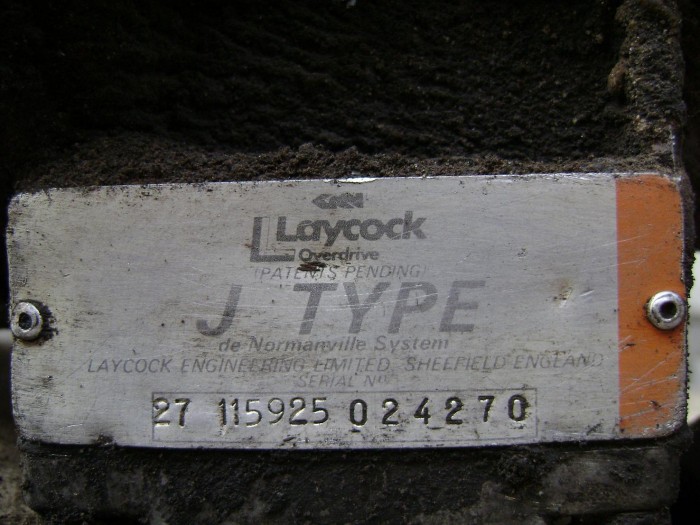 GKN
Laycock
Overdrive
(PATENTS PENDING)
J TYPE
de Normanville System
LAYCOCK ENGINEERING LIMITED, SHEFFIELD ENGLAND
SERIAL No
27 115925 024270